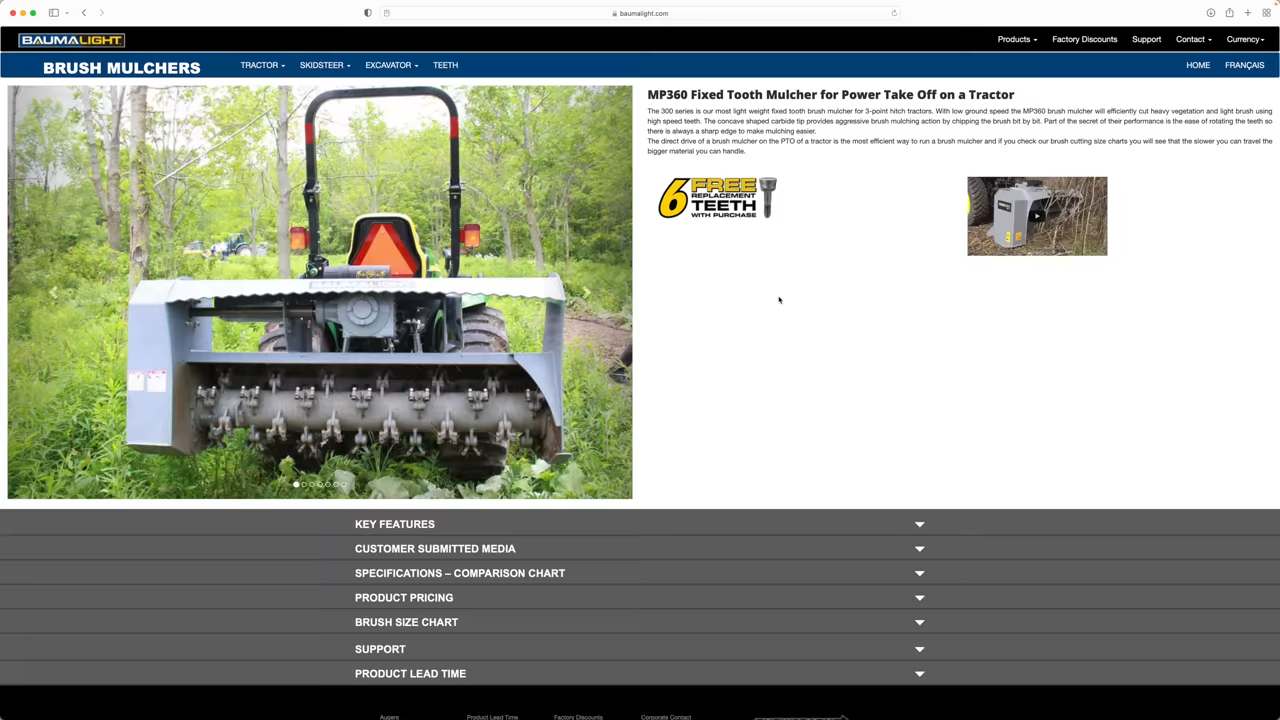 baumalight.com
BAUMALIGHT
Products
Factory Discounts
Support
Contact
Currency
BRUSH MULCHERS
TRACTOR
SKIDSTEER
EXCAVATOR
TEETH
HOME
FRANÇAIS
MP360 Fixed Tooth Mulcher for Power Take Off on a Tractor
The 300 series is our most light weight fixed tooth brush mulcher for 3-point hitch tractors. With low ground speed the MP360 brush mulcher will efficiently cut heavy vegetation and light brush using
high speed teeth. The concave shaped carbide tip provides aggressive brush mulching action by chipping the brush bit by bit. Part of the secret of their performance is the ease of rotating the teeth so
there is always a sharp edge to make mulching easier.
The direct drive of a brush mulcher on the PTO of a tractor is the most efficient way to run a brush mulcher and if you check our brush cutting size charts you will see that the slower you can travel the
bigger material you can handle.
6 FREE
REPLACEMENT
TEETH
WITH PURCHASE
KEY FEATURES
CUSTOMER SUBMITTED MEDIA
SPECIFICATIONS – COMPARISON CHART
PRODUCT PRICING
BRUSH SIZE CHART
SUPPORT
PRODUCT LEAD TIME
Augers
Product Lead Time
Factory Discounts
Corporate Contact